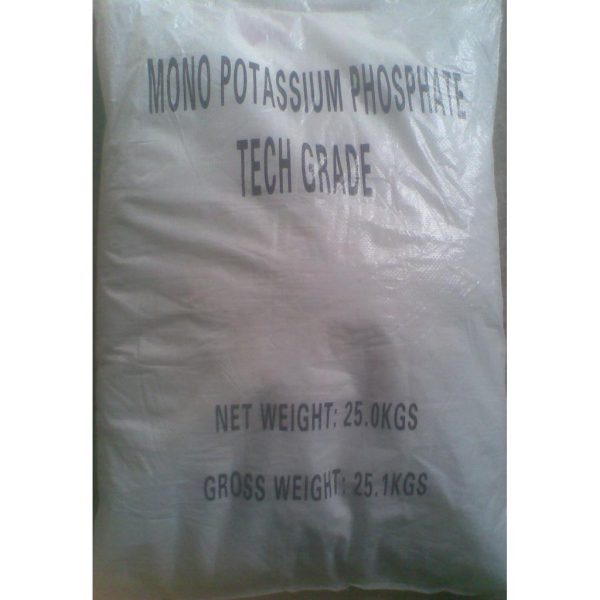 MONO POTASSIUM PHOSPHATE
TECH GRADE
NET WEIGHT: 25.0KGS
GROSS WEIGHT: 25.1KGS